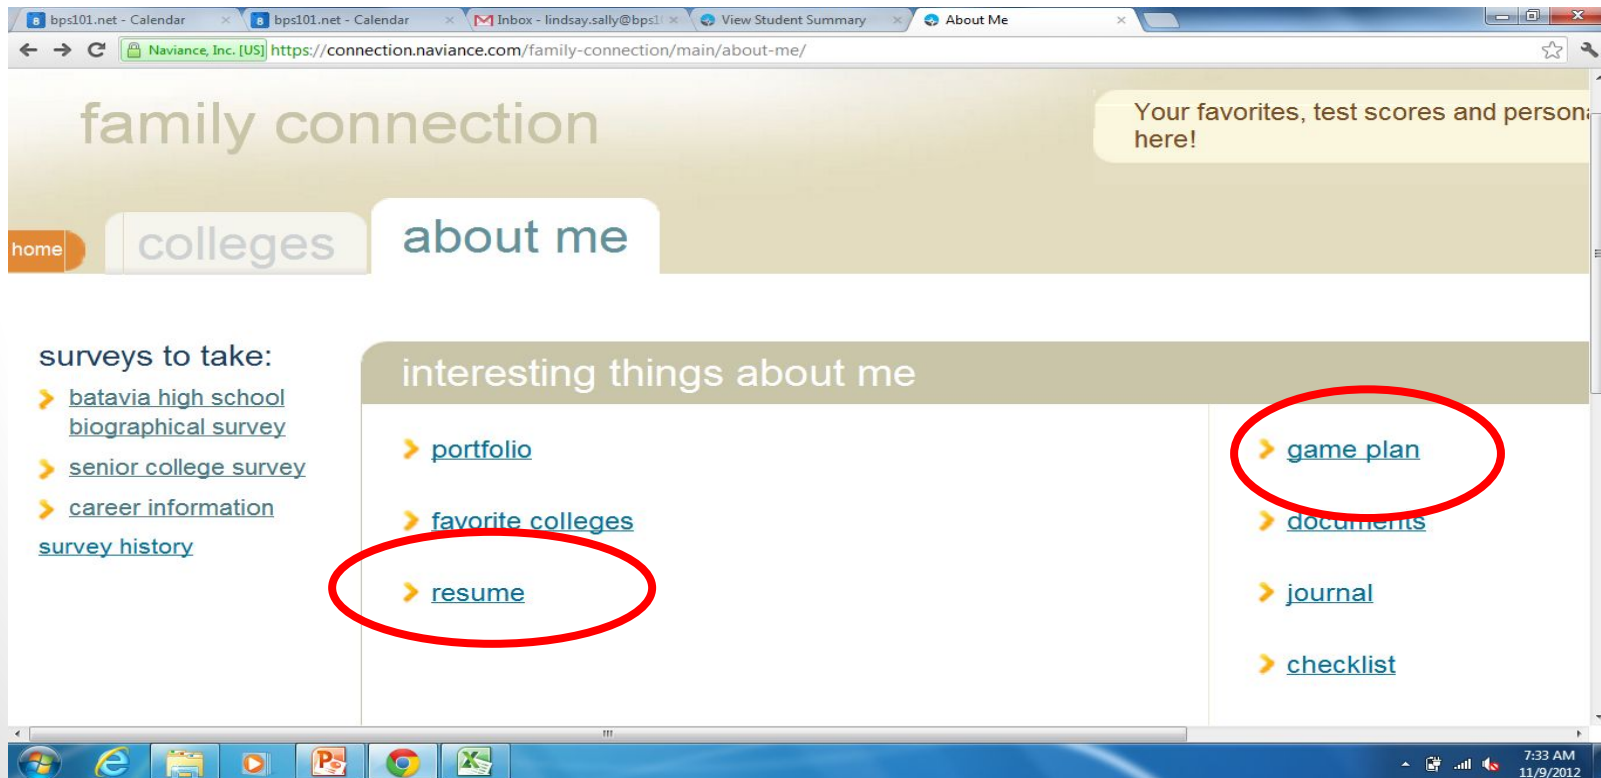 bps101.net - Calendar
bps101.net - Calendar
Inbox - lindsay.sally@bps1
View Student Summary
About Me
Naviance, Inc. [US] https://connection.naviance.com/family-connection/main/about-me/
family connection
Your favorites, test scores and person
here!
home
colleges
about me
surveys to take:
batavia high school
biographical survey
senior college survey
career information
survey history
interesting things about me
portfolio
favorite colleges
resume
game plan
documents
journal
checklist
7:33 AM
11/9/2012